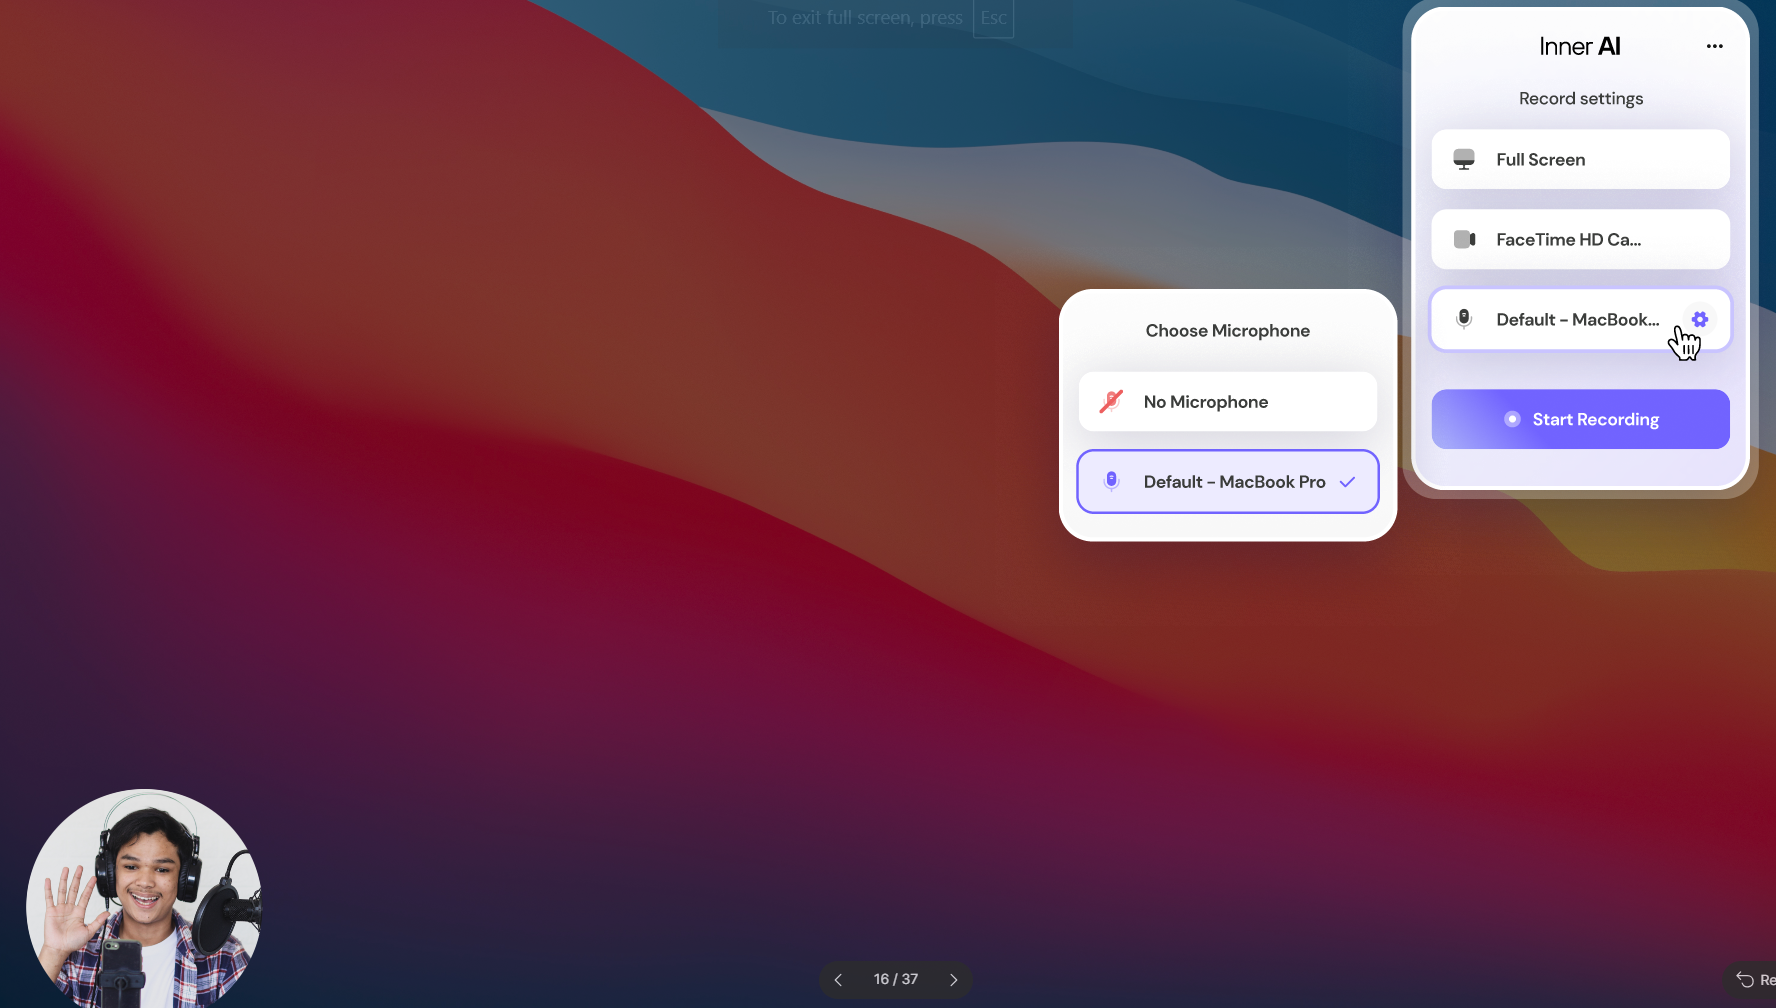 To exit full screen, press Esc
Inner AI
Record settings
Full Screen
FaceTime HD Ca...
Default - MacBook...
Start Recording
Choose Microphone
No Microphone
Default - MacBook Pro
16 / 37
Re